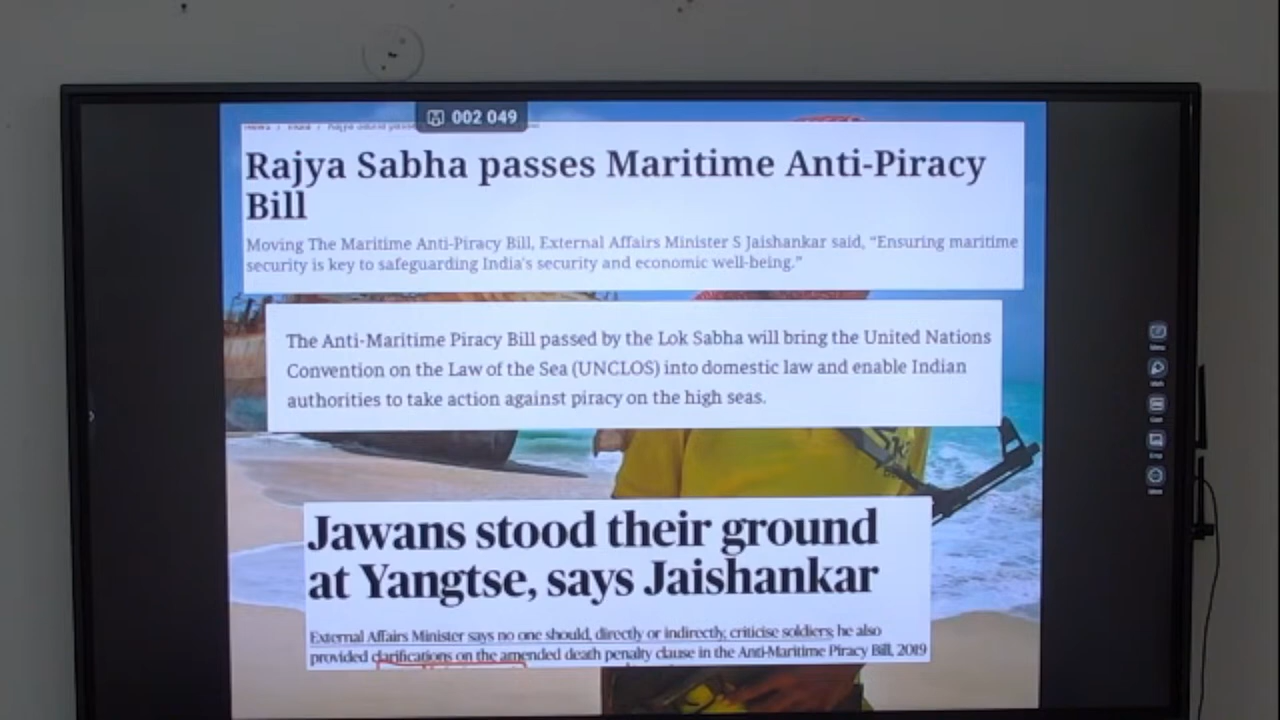 002 049
Rajya Sabha passes Maritime Anti-Piracy
Bill
Moving The Maritime Anti-Piracy Bill, External Affairs Minister S Jaishankar said, “Ensuring maritime
security is key to safeguarding India's security and economic well-being.”
The Anti-Maritime Piracy Bill passed by the Lok Sabha will bring the United Nations
Convention on the Law of the Sea (UNCLOS) into domestic law and enable Indian
authorities to take action against piracy on the high seas.
Jawans stood their ground
at Yangtse, says Jaishankar
External Affairs Minister says no one should, directly or indirectly, criticise soldiers; he also
provided clarifications on the amended death penalty clause in the Anti-Maritime Piracy Bill, 2019